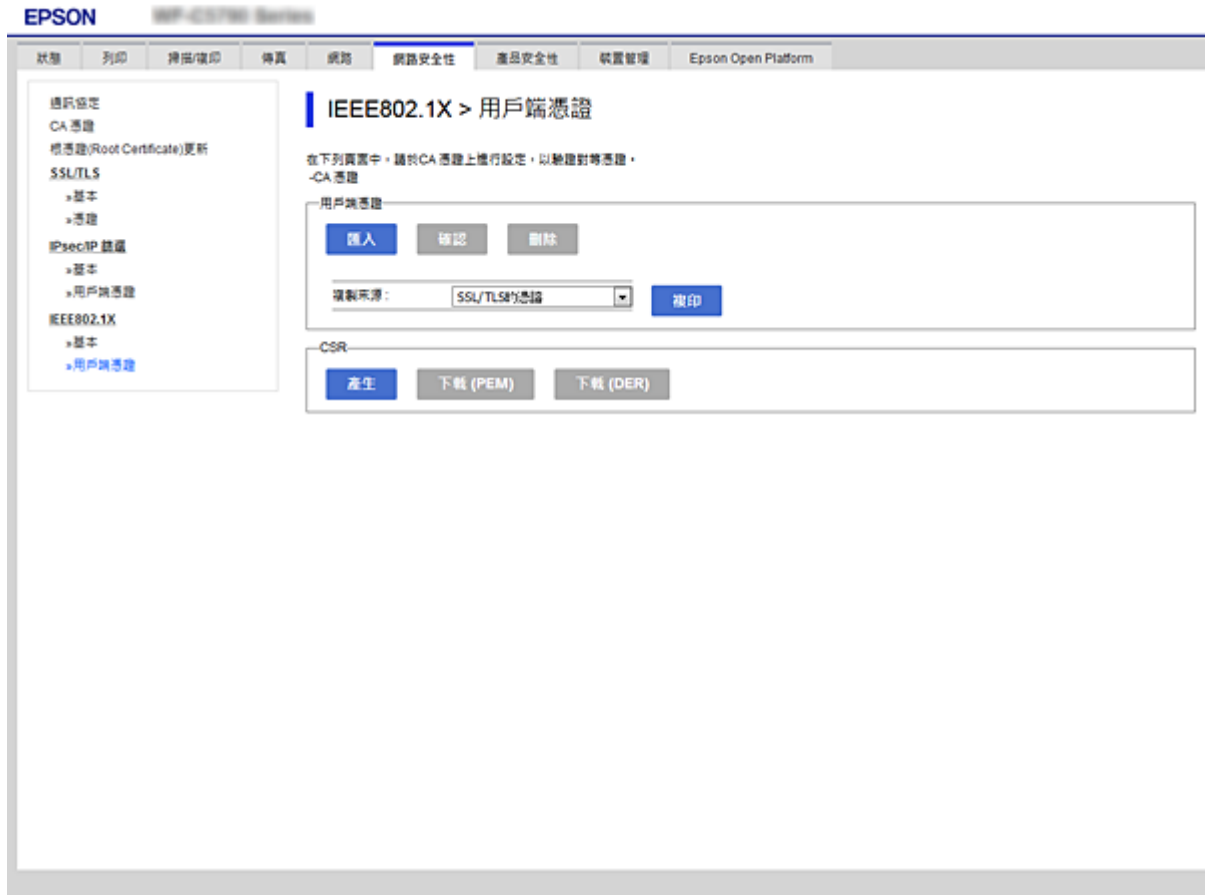 EPSON WF-C5790 Series
狀態 列印 掃描/複印 傳真 網路 網路安全性 產品安全性 裝置管理 Epson Open Platform
通訊協定
CA 憑證
根憑證(Root Certificate)更新
SSL/TLS
»基本
»憑證
IPsec/IP 篩選
»基本
»用戶端憑證
IEEE802.1X
»基本
»用戶端憑證
IEEE802.1X > 用戶端憑證
在下列頁面中，請於CA 憑證上進行設定，以驗證對等憑證。
-CA 憑證
用戶端憑證
匯入 確認 刪除
複製來源 : SSL/TLS的憑證 複印
CSR
產生 下載 (PEM) 下載 (DER)